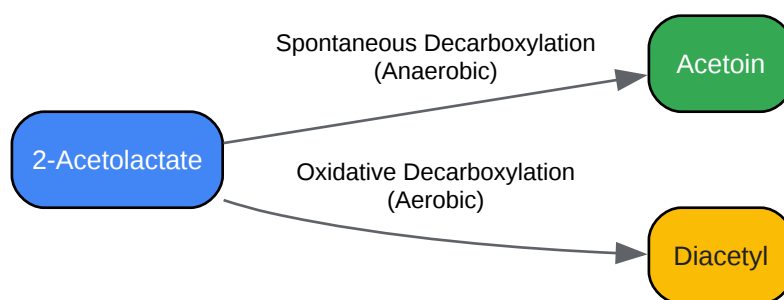 Spontaneous Decarboxylation
(Anaerobic)
Acetoin
2-Acetolactate
Oxidative Decarboxylation
(Aerobic)
Diacetyl